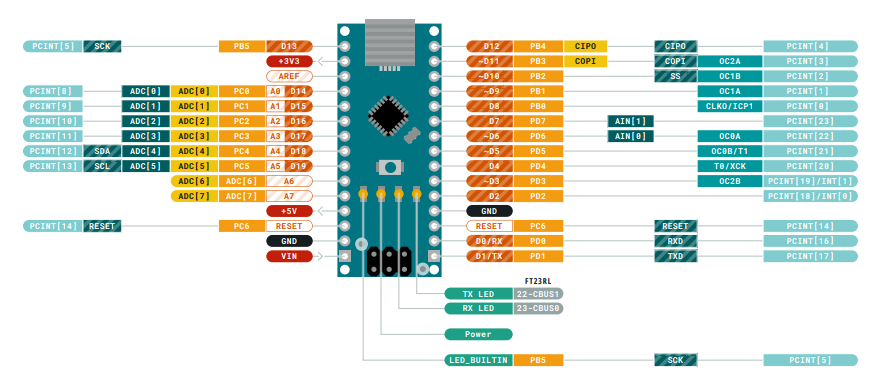 PCINT[5] SCK PB5 D13 D12 PB4 CIPO CIPO PCINT[4]
+3V3 ~D11 PB3 COPI COPI OC2A PCINT[3]
AREF ~D10 PB2 SS OC1B PCINT[2]
PCINT[8] ADC[0] ADC[0] PC0 A0 D14 ~D9 PB1 OC1A PCINT[1]
PCINT[9] ADC[1] ADC[1] PC1 A1 D15 D8 PB0 CLKO/ICP1 PCINT[0]
PCINT[10] ADC[2] ADC[2] PC2 A2 D16 D7 PD7 AIN[1] PCINT[23]
PCINT[11] ADC[3] ADC[3] PC3 A3 D17 ~D6 PD6 AIN[0] OC0A PCINT[22]
PCINT[12] SDA ADC[4] ADC[4] PC4 A4 D18 ~D5 PD5 OC0B/T1 PCINT[21]
PCINT[13] SCL ADC[5] ADC[5] PC5 A5 D19 D4 PD4 T0/XCK PCINT[20]
ADC[6] ADC[6] A6 ~D3 PD3 OC2B PCINT[19]/INT[1]
ADC[7] ADC[7] A7 D2 PD2 PCINT[18]/INT[0]
+5V GND
PCINT[14] RESET PC6 RESET RESET PC6 RESET PCINT[14]
GND D0/RX PD0 RXD PCINT[16]
VIN D1/TX PD1 TXD PCINT[17]
FT23RL
TX LED 22-CBUS1
RX LED 23-CBUS0
Power
LED_BUILTIN PB5 SCK PCINT[5]